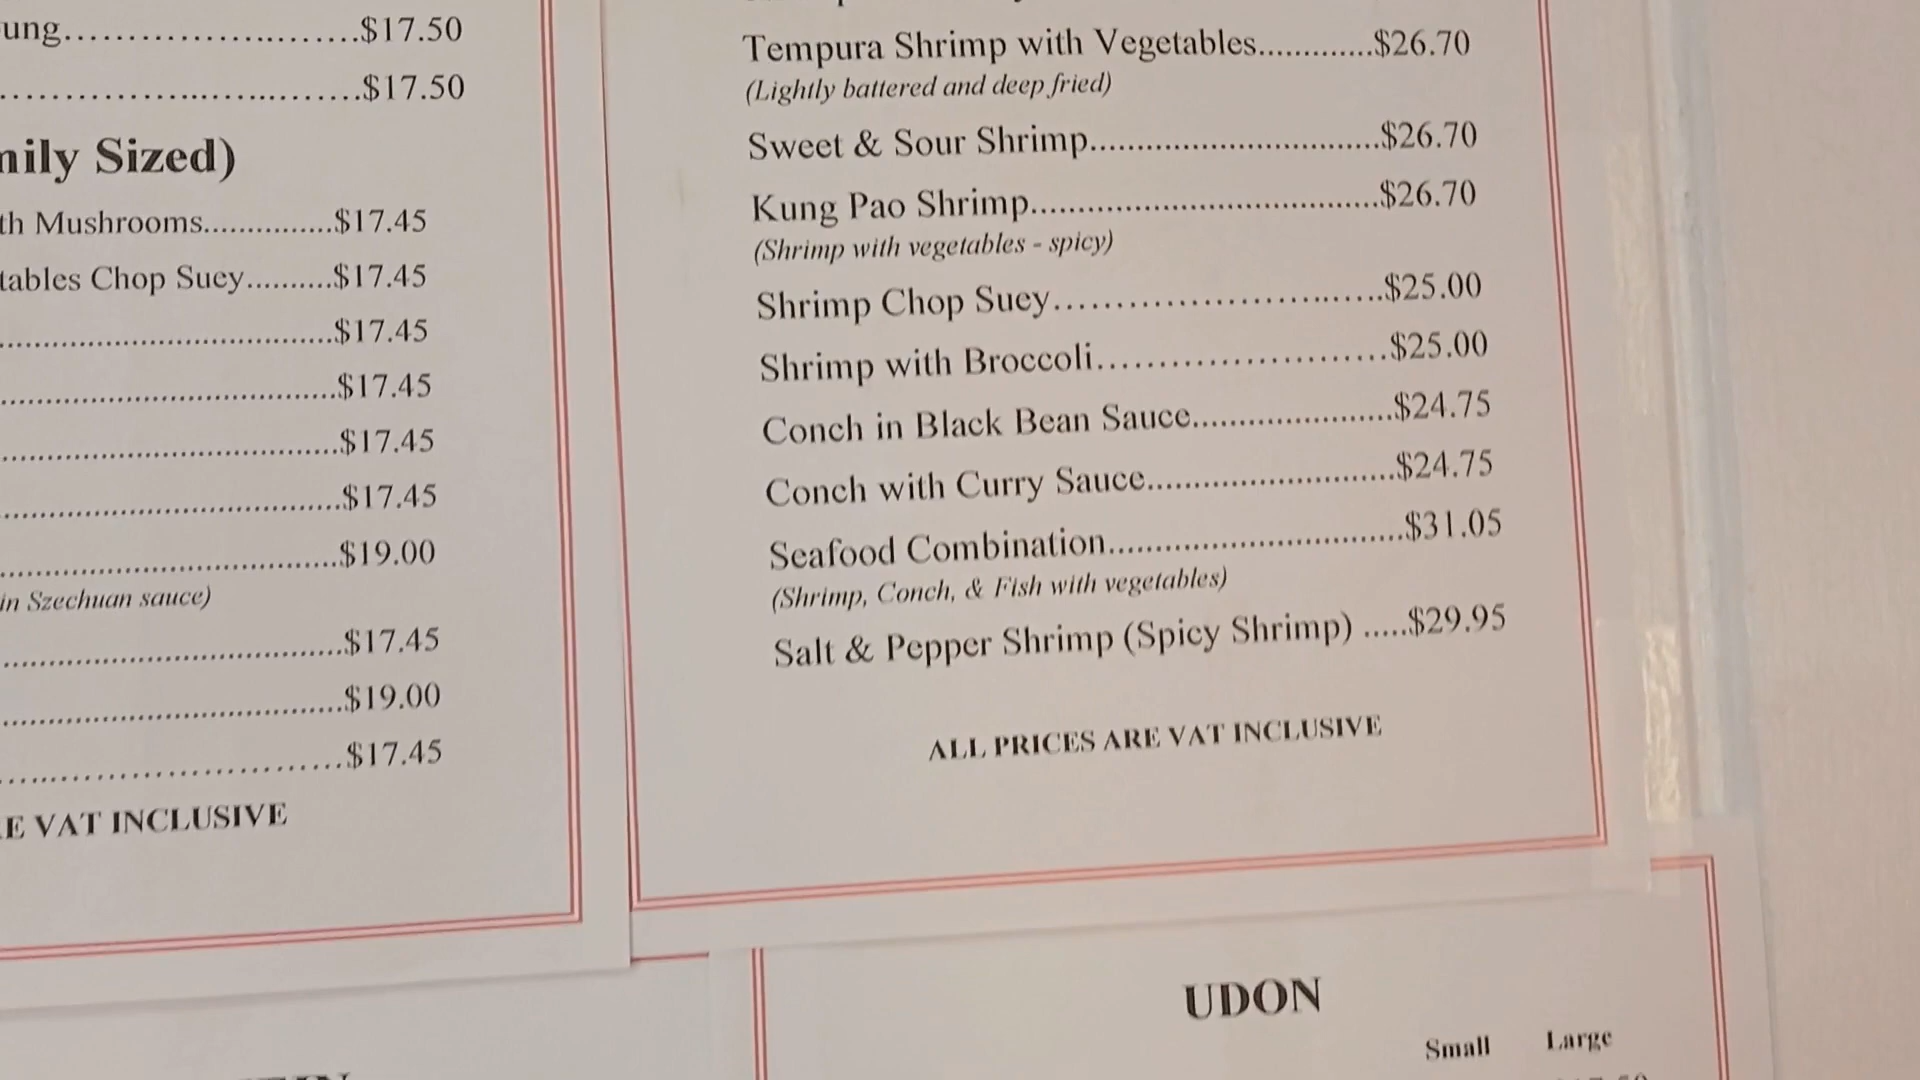 ung.............................$17.50
.............................$17.50
mily Sized)
th Mushrooms..............$17.45
tables Chop Suey..........$17.45
.............................$17.45
.............................$17.45
.............................$17.45
.............................$17.45
.............................$19.00
in Szechuan sauce)
.............................$17.45
.............................$19.00
.............................$17.45
E VAT INCLUSIVE
Tempura Shrimp with Vegetables.............$26.70
(Lightly battered and deep fried)
Sweet & Sour Shrimp...............................$26.70
Kung Pao Shrimp.....................................$26.70
(Shrimp with vegetables - spicy)
Shrimp Chop Suey..............................$25.00
Shrimp with Broccoli.........................$25.00
Conch in Black Bean Sauce.....................$24.75
Conch with Curry Sauce..........................$24.75
Seafood Combination...............................$31.05
(Shrimp, Conch, & Fish with vegetables)
Salt & Pepper Shrimp (Spicy Shrimp) .....$29.95
ALL PRICES ARE VAT INCLUSIVE
UDON
Small Large